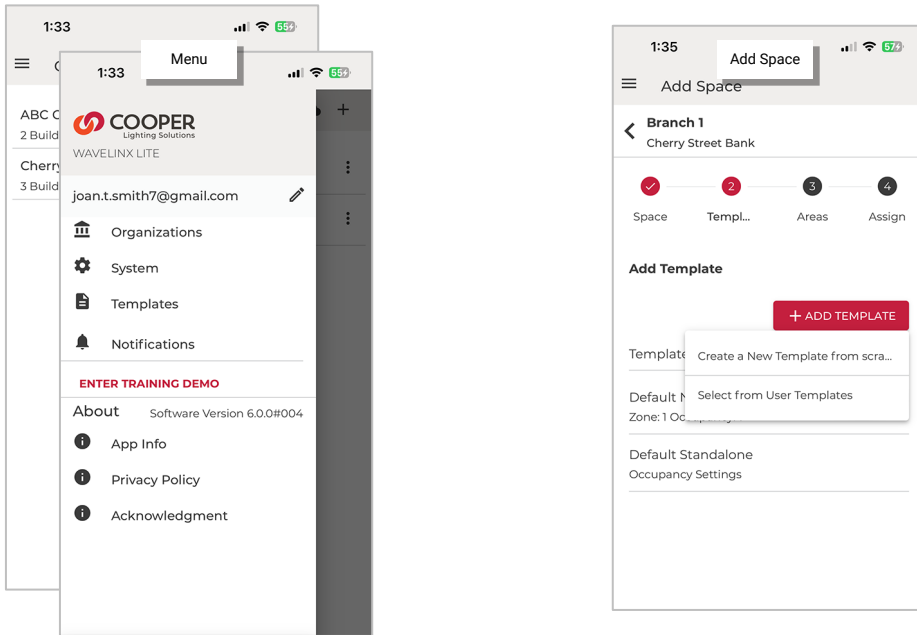 1:33
55
ABC
2 Build
Cherry
3 Build
Menu
1:33
55
COOPER
Lighting Solutions
WAVELINX LITE
joan.t.smith7@gmail.com
Organizations
System
Templates
Notifications
ENTER TRAINING DEMO
About Software Version 6.0.0#004
App Info
Privacy Policy
Acknowledgment
1:35
Add Space
57
Add Space
Branch 1
Cherry Street Bank
2 3 4
Space Templ... Areas Assign
Add Template
+ ADD TEMPLATE
Template
Create a New Template from scra...
Default
Select from User Templates
Zone: 1
Default Standalone
Occupancy Settings